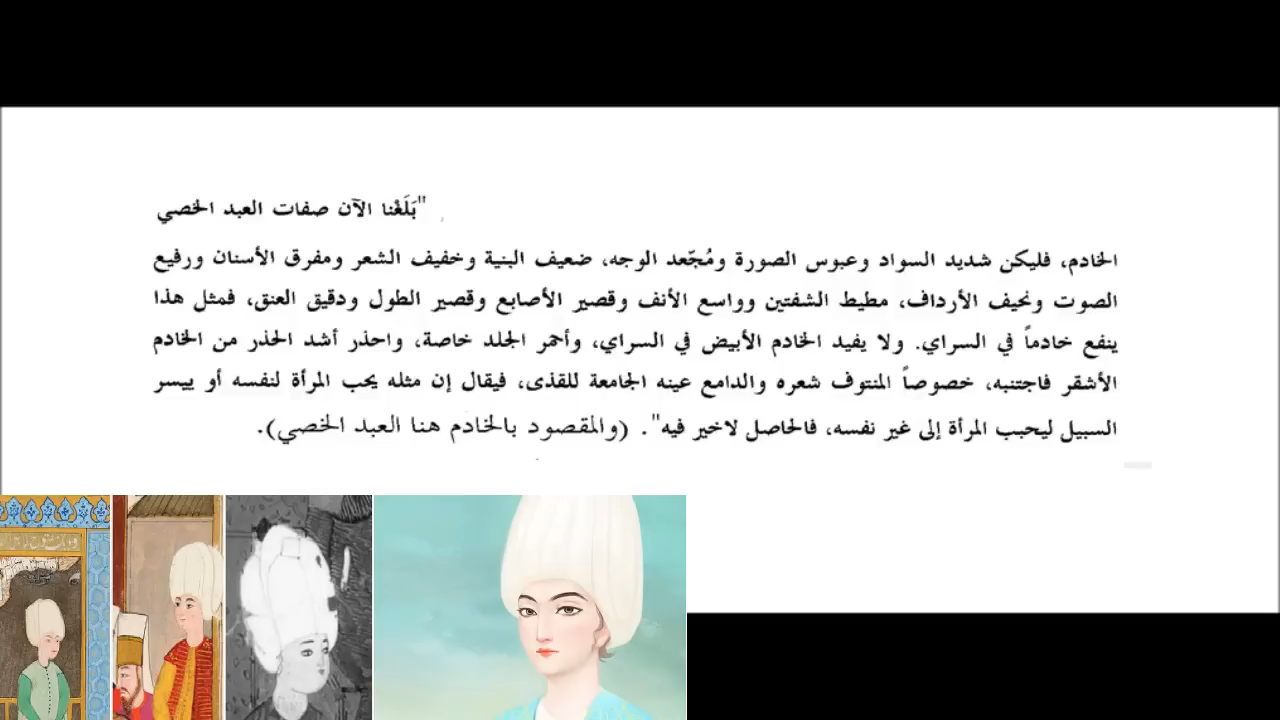 "بَلَغْنا الآن صفات العبد الخصي
الخادم، فليكن شديد السواد وعبوس الصورة ومُجّعد الوجه، ضعيف البنية وخفيف الشعر ومفرق الأسنان ورفيع
الصوت ونحيف الأرداف، مطيط الشفتين وواسع الأنف وقصير الأصابع وقصير الطول ودقيق العنق، فمثل هذا
ينفع خادماً في السراي. ولا يفيد الخادم الأبيض في السراي، وأحمر الجلد خاصة، واحذر أشد الحذر من الخادم
الأشقر فاجتنبه، خصوصاً المنتوف شعره والدامع عينه الجامعة للقذى، فيقال إن مثله يحب المرأة لنفسه أو ييسر
السبيل ليحبب المرأة إلى غير نفسه، فالحاصل لاخير فيه". (والمقصود بالخادم هنا العبد الخصي).